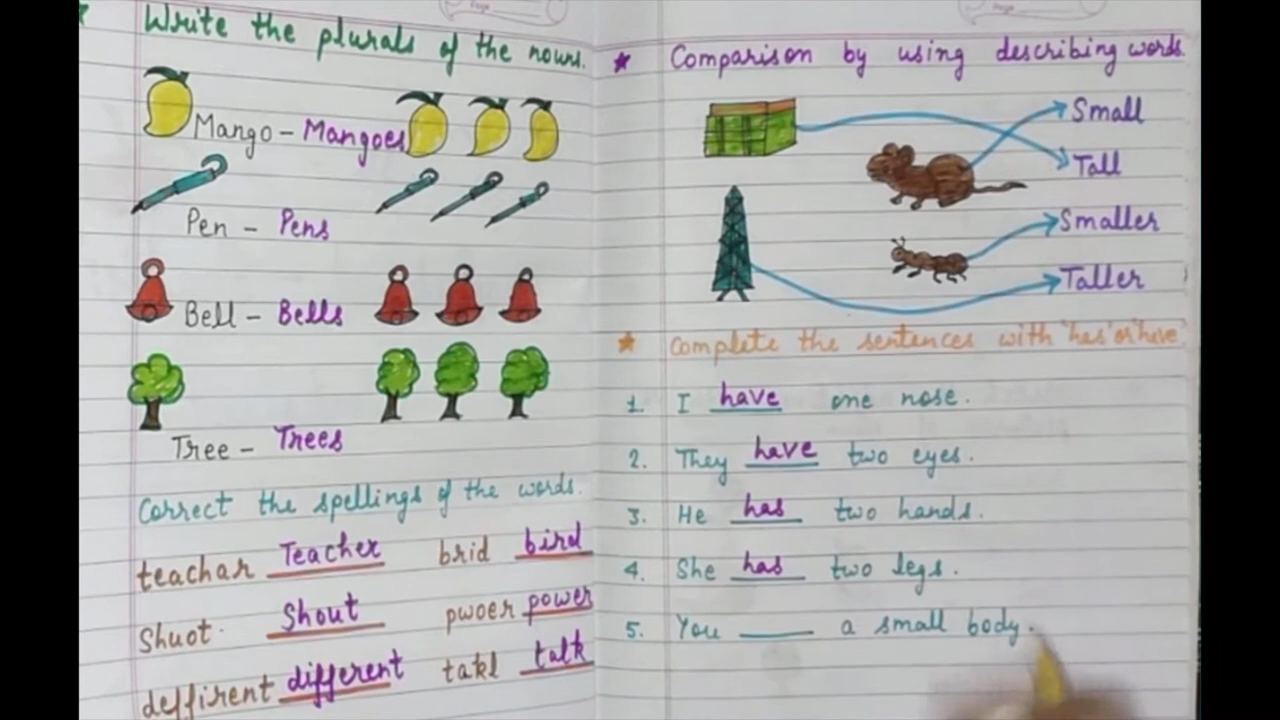 Write the plurals of the nouns.
Mango - Mangoes
Pen - Pens
Bell - Bells
Tree - Trees
Correct the spellings of the words.
teachar Teacher brid bird
Shuot Shout pwoer power
deffirent different takl talk
Comparison by using describing words.
Small
Tall
Smaller
Taller
Complete the sentences with 'has' or 'have'
1. I have one nose.
2. They have two eyes.
3. He has two hands.
4. She has two legs.
5. You ____ a small body.